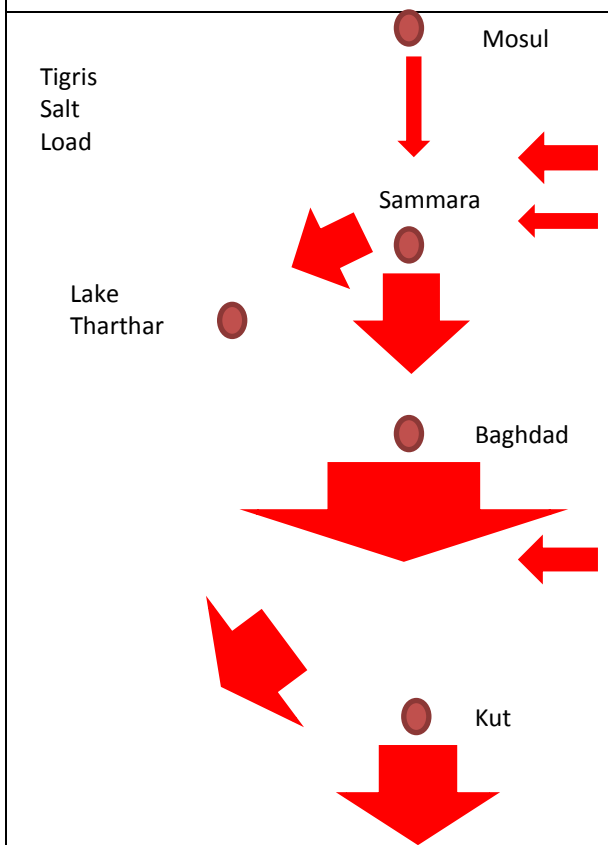 Mosul
Tigris
Salt
Load
Sammara
Lake
Tharthar
Baghdad
Kut